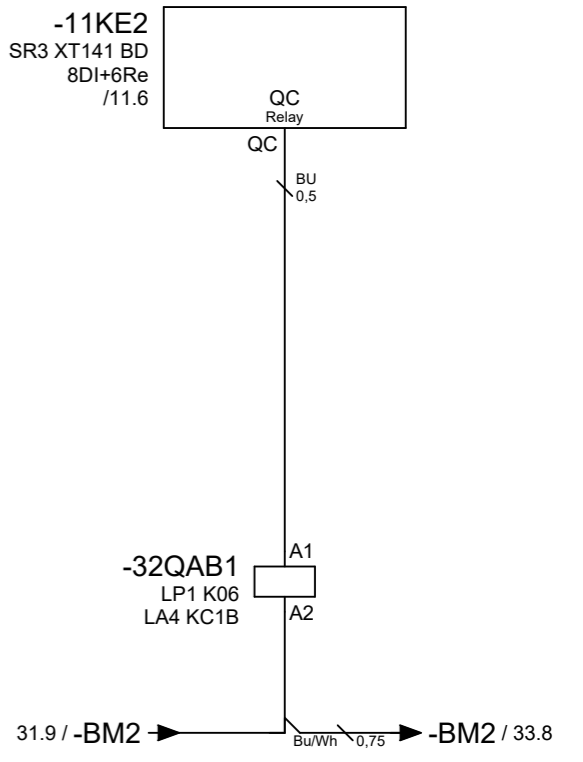 -11KE2
SR3 XT141 BD
8DI+6Re
/11.6
QC
Relay
QC
BU
0,5
-32QAB1
LP1 K06
LA4 KC1B
A1
A2
31.9 / -BM2
Bu/Wh
0,75
-BM2 / 33.8